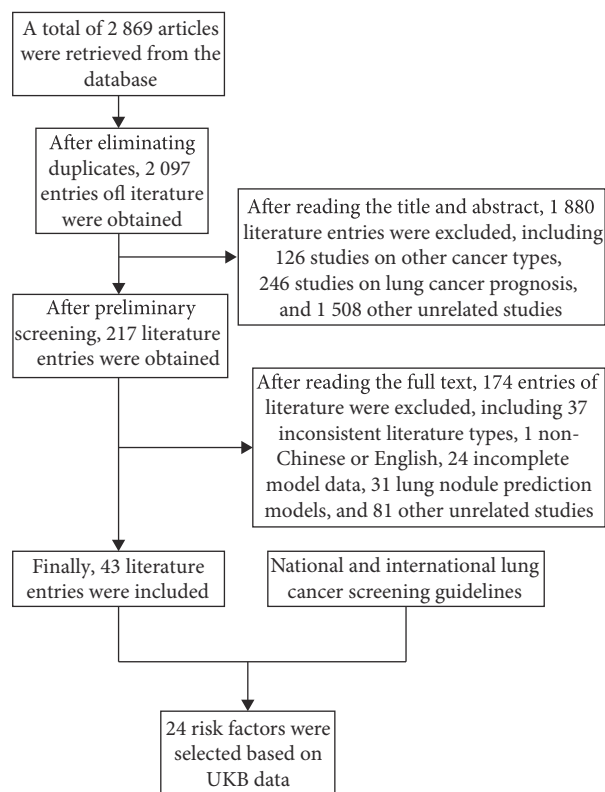 A total of 2 869 articles
were retrieved from the
database
After eliminating
duplicates, 2 097
entries ofl iterature
were obtained
After reading the title and abstract, 1 880
literature entries were excluded, including
126 studies on other cancer types,
246 studies on lung cancer prognosis,
and 1 508 other unrelated studies
After preliminary
screening, 217 literature
entries were obtained
After reading the full text, 174 entries of
literature were excluded, including 37
inconsistent literature types, 1 non-
Chinese or English, 24 incomplete
model data, 31 lung nodule prediction
models, and 81 other unrelated studies
Finally, 43 literature
entries were included
National and international lung
cancer screening guidelines
24 risk factors were
selected based on
UKB data